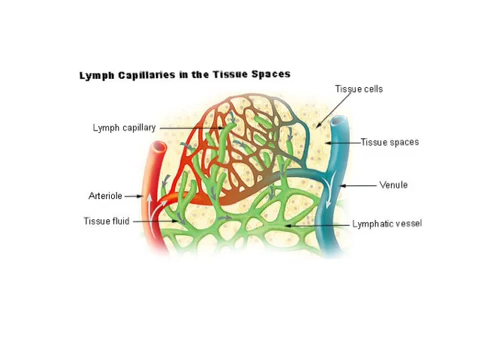 Lymph Capillaries in the Tissue Spaces
Tissue cells
Lymph capillary
Tissue spaces
Arteriole
Venule
Tissue fluid
Lymphatic vessel